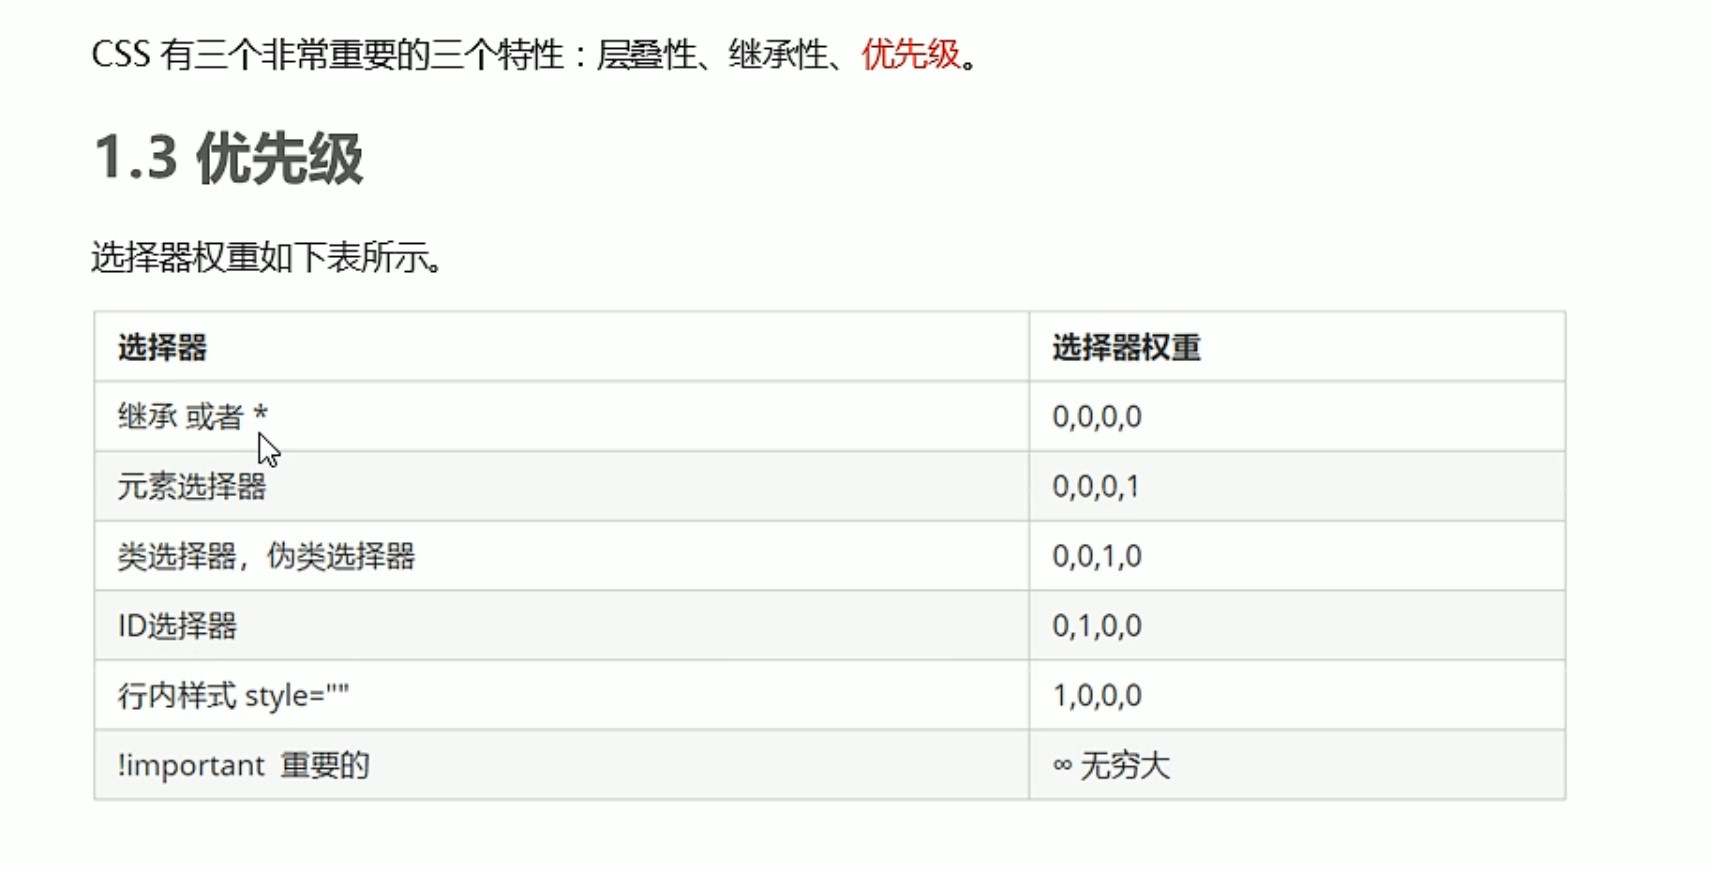 CSS 有三个非常重要的三个特性：层叠性、继承性、优先级。
1.3 优先级
选择器权重如下表所示。
选择器 选择器权重
继承 或者 * 0,0,0,0
元素选择器 0,0,0,1
类选择器，伪类选择器 0,0,1,0
ID选择器 0,1,0,0
行内样式 style="" 1,0,0,0
!important 重要的 ∞ 无穷大